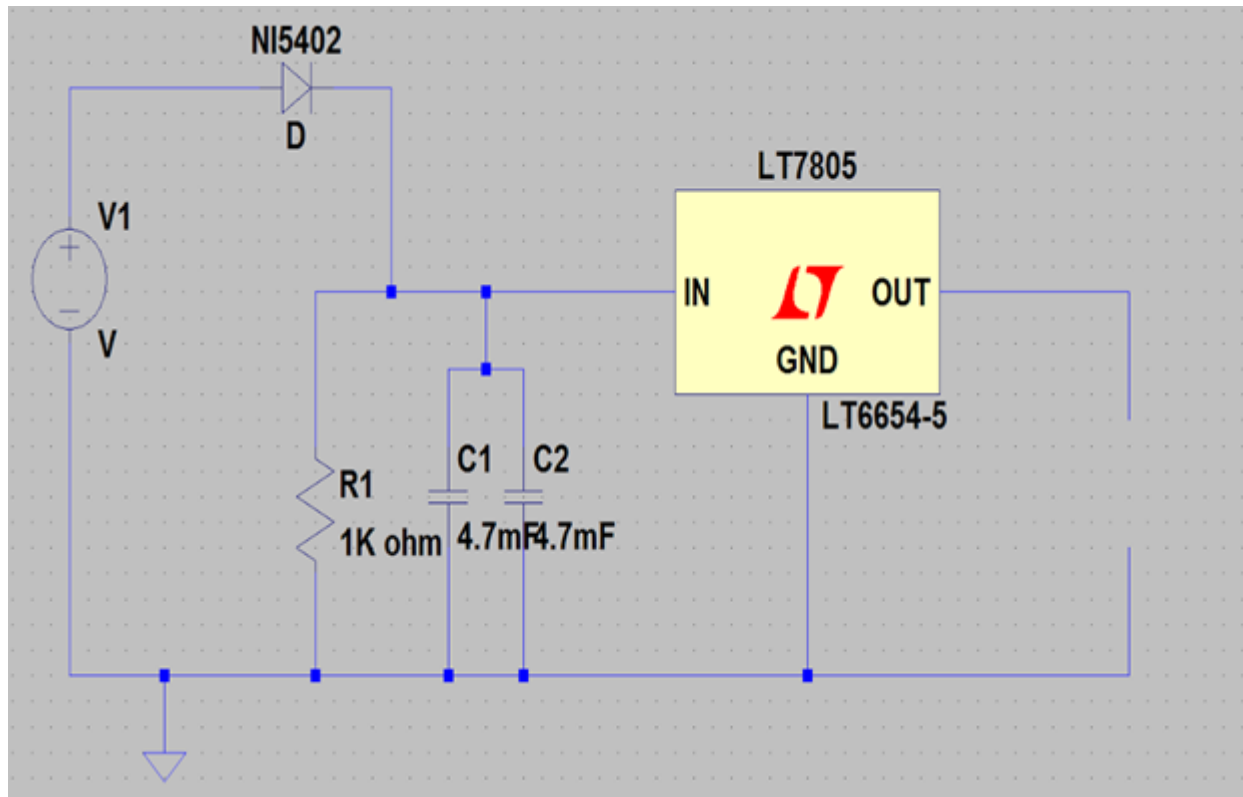 NI5402
D
V1
V
LT7805
IN
OUT
GND
LT6654-5
R1
1K ohm
C1
4.7mF
C2
4.7mF